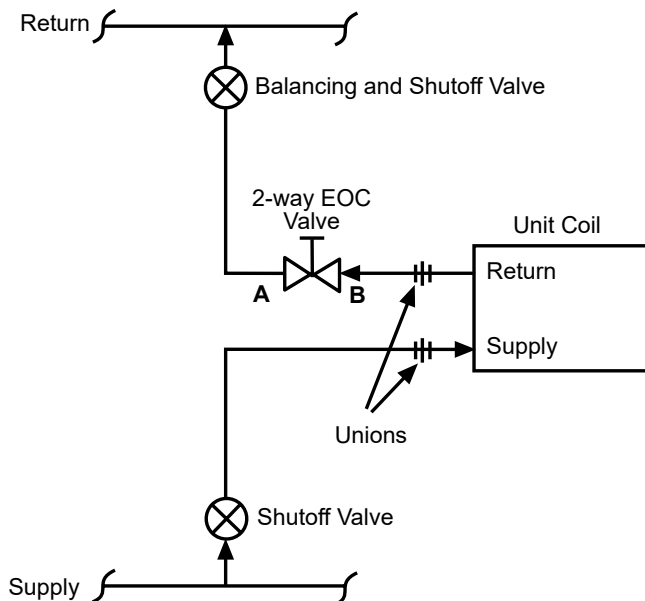 Return
Balancing and Shutoff Valve
2-way EOC
Valve
Unit Coil
A
B
Return
Supply
Unions
Shutoff Valve
Supply